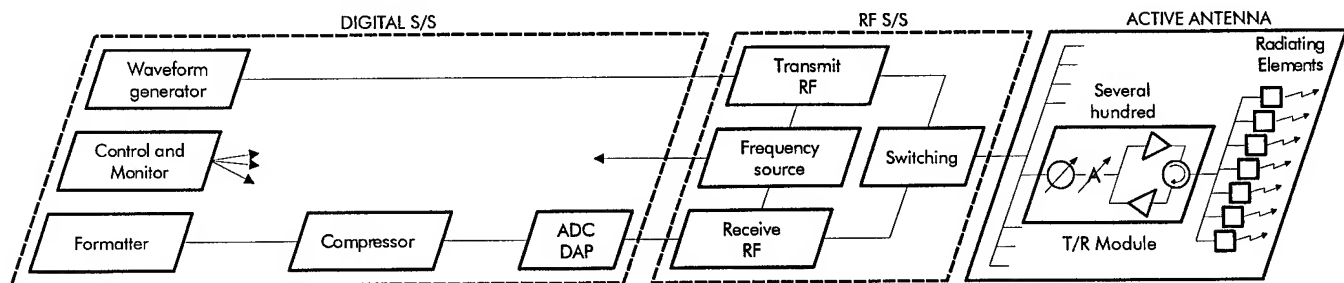 DIGITAL S/S
RF S/S
ACTIVE ANTENNA
Waveform
generator
Transmit
RF
Radiating
Elements
Several
hundred
Control and
Monitor
Frequency
source
Switching
A
Formatter
Compressor
ADC
DAP
Receive
RF
T/R Module